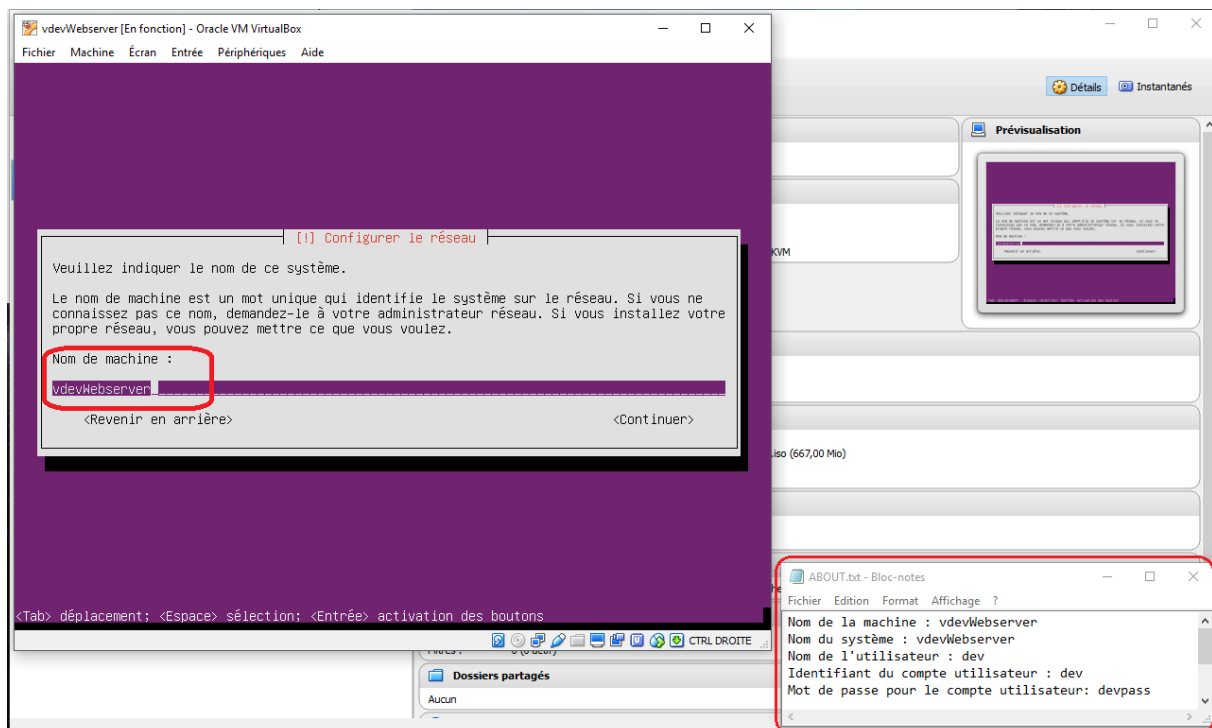 vdevWebserver [En fonction] - Oracle VM VirtualBox
Fichier Machine Écran Entrée Périphériques Aide
[!] Configurer le réseau
Veuillez indiquer le nom de ce système.
Le nom de machine est un mot unique qui identifie le système sur le réseau. Si vous ne
connaissez pas ce nom, demandez-le à votre administrateur réseau. Si vous installez votre
propre réseau, vous pouvez mettre ce que vous voulez.
Nom de machine :
vdevWebserver
<Revenir en arrière>
<Continuer>
<Tab> déplacement; <Espace> sélection; <Entrée> activation des boutons
CTRL DROITE
Détails
Instantanés
Prévisualisation
KVM
.iso (667,00 Mio)
Dossiers partagés
Aucun
ABOUT.txt - Bloc-notes
Fichier Edition Format Affichage ?
Nom de la machine : vdevWebserver
Nom du système : vdevWebserver
Nom de l'utilisateur : dev
Identifiant du compte utilisateur : dev
Mot de passe pour le compte utilisateur: devpass